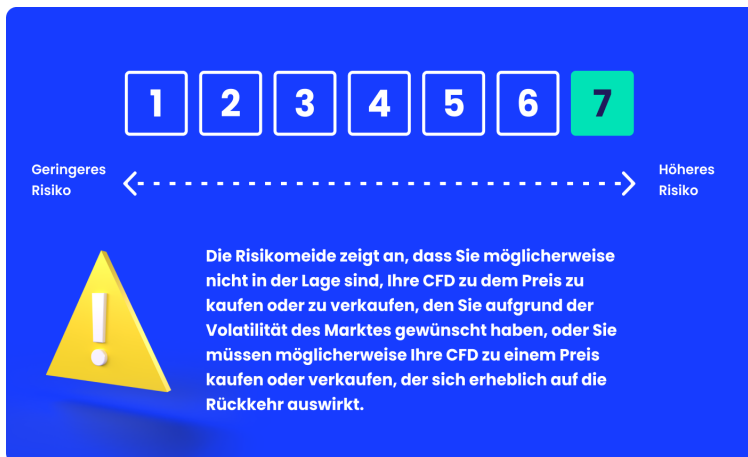 1 2 3 4 5 6 7
Geringeres
Risiko
Höheres
Risiko
Die Risikomeide zeigt an, dass Sie möglicherweise
nicht in der Lage sind, Ihre CFD zu dem Preis zu
kaufen oder zu verkaufen, den Sie aufgrund der
Volatilität des Marktes gewünscht haben, oder Sie
müssen möglicherweise Ihre CFD zu einem Preis
kaufen oder verkaufen, der sich erheblich auf die
Rückkehr auswirkt.